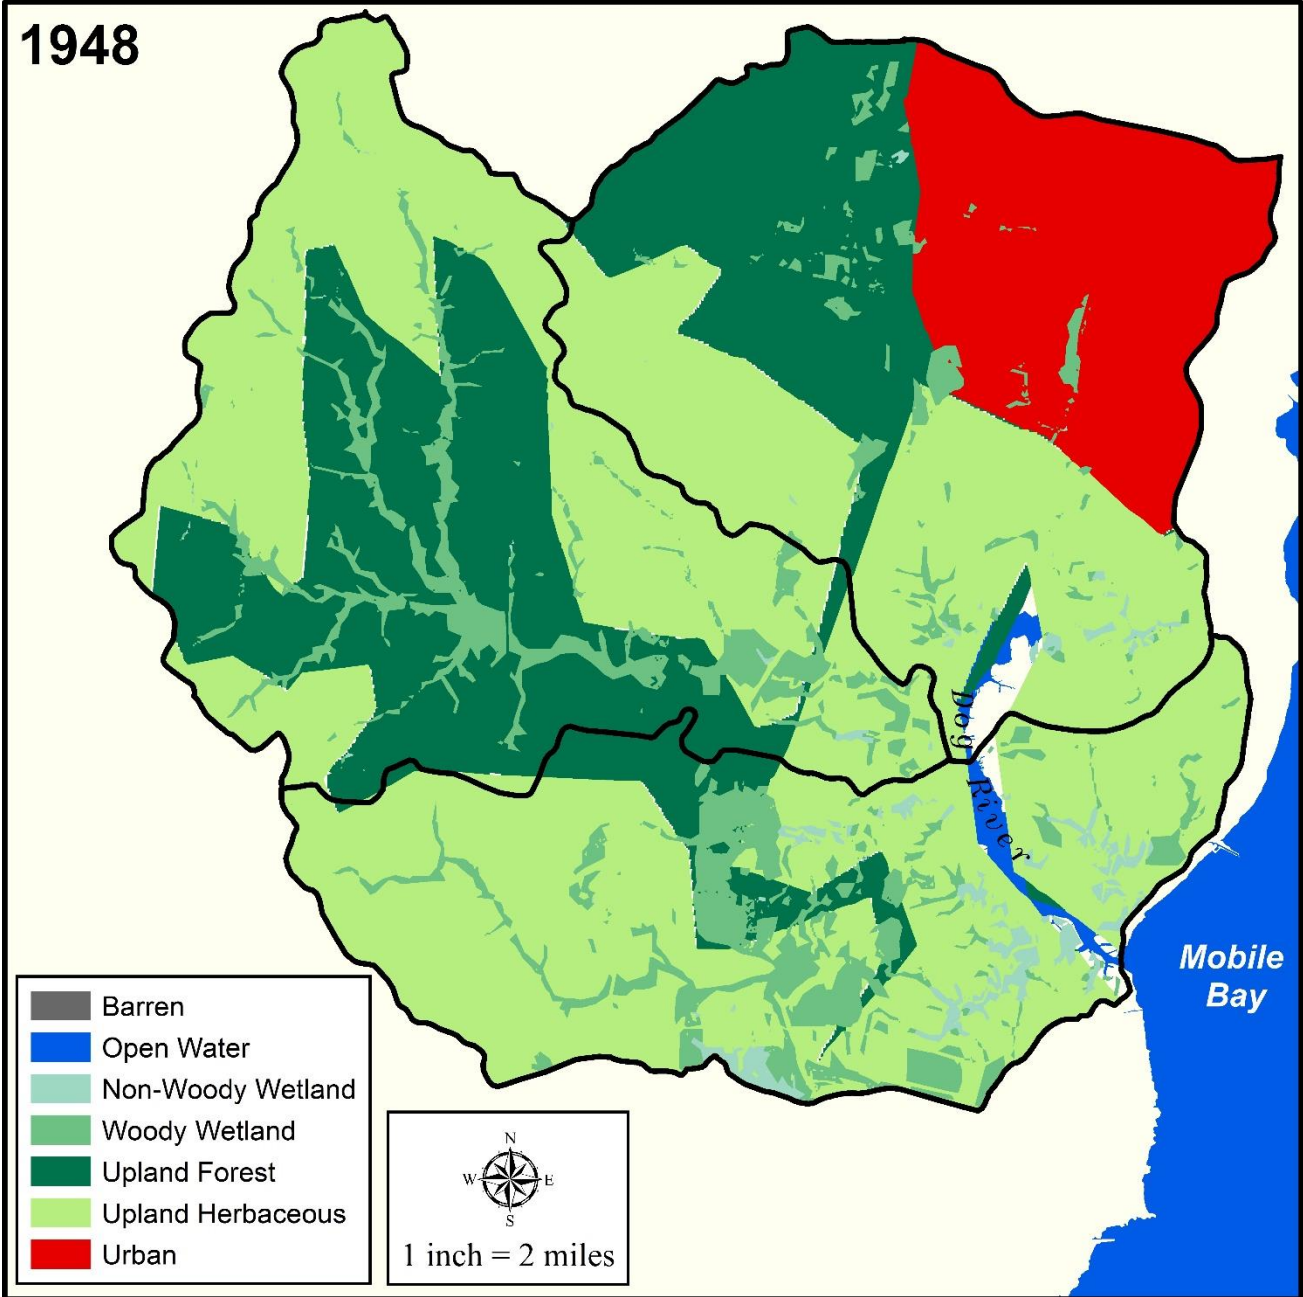 1948
Dog
River
Mobile
Bay
Barren
Open Water
Non-Woody Wetland
Woody Wetland
Upland Forest
Upland Herbaceous
Urban
N
W E
S
1 inch = 2 miles